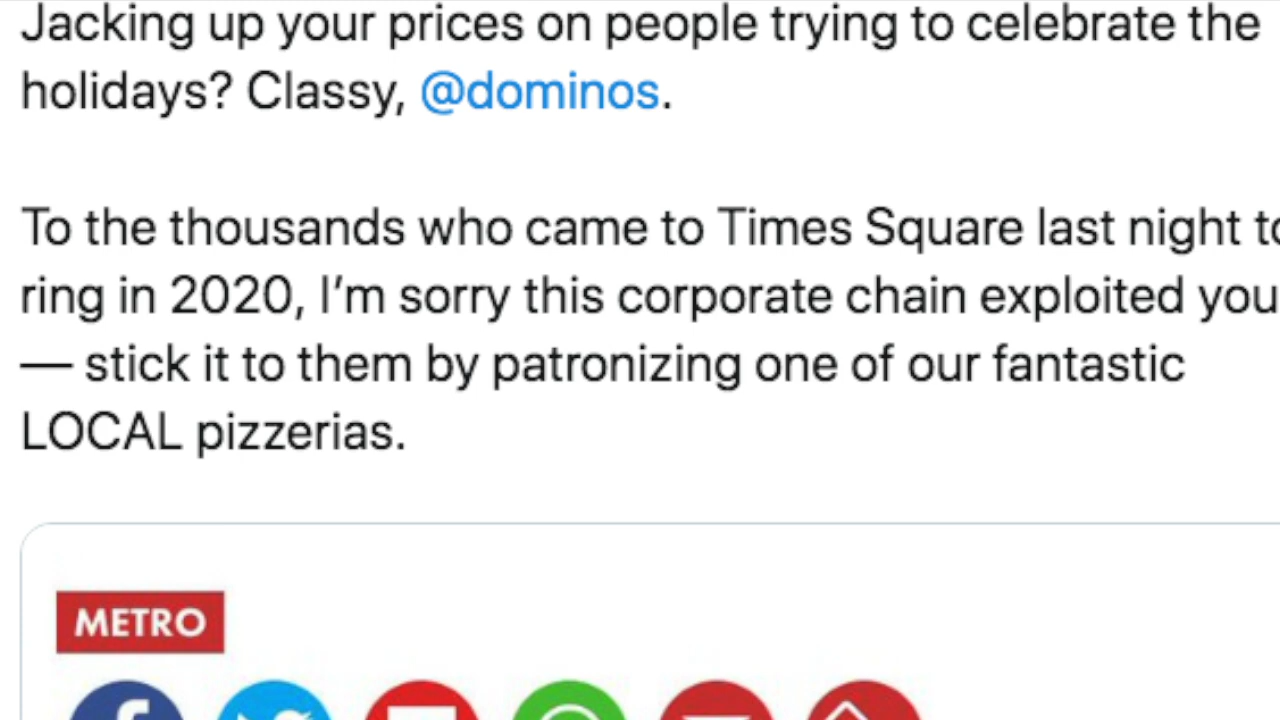 Jacking up your prices on people trying to celebrate the
holidays? Classy, @dominos.
To the thousands who came to Times Square last night to
ring in 2020, I’m sorry this corporate chain exploited you
— stick it to them by patronizing one of our fantastic
LOCAL pizzerias.
METRO